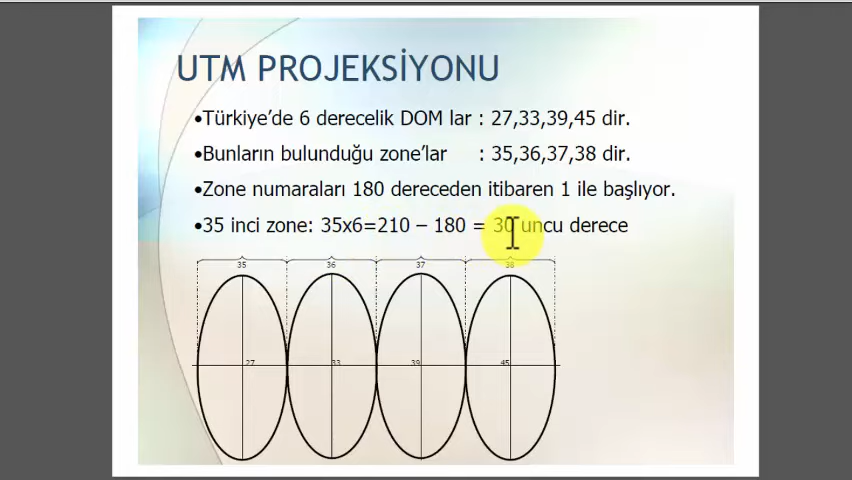 UTM PROJEKSİYONU
•Türkiye'de 6 derecelik DOM lar : 27,33,39,45 dir.
•Bunların bulunduğu zone'lar : 35,36,37,38 dir.
•Zone numaraları 180 dereceden itibaren 1 ile başlıyor.
•35 inci zone: 35x6=210 – 180 = 30 uncu derece
35 36 37 38
27 33 39 45